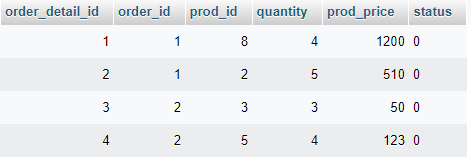 order_detail_id order_id prod_id quantity prod_price status
1 1 8 4 1200 0
2 1 2 5 510 0
3 2 3 3 50 0
4 2 5 4 123 0